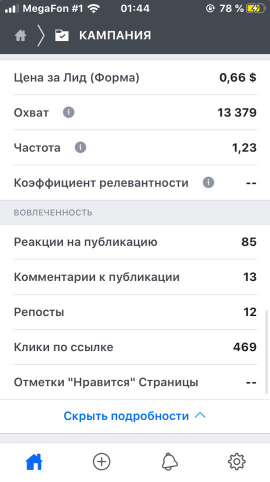 MegaFon #1 01:44 78 %
КАМПАНИЯ
Цена за Лид (Форма) 0,66 $
Охват 13 379
Частота 1,23
Коэффициент релевантности --
ВОВЛЕЧЕННОСТЬ
Реакции на публикацию 85
Комментарии к публикации 13
Репосты 12
Клики по ссылке 469
Отметки "Нравится" Страницы --
Скрыть подробности